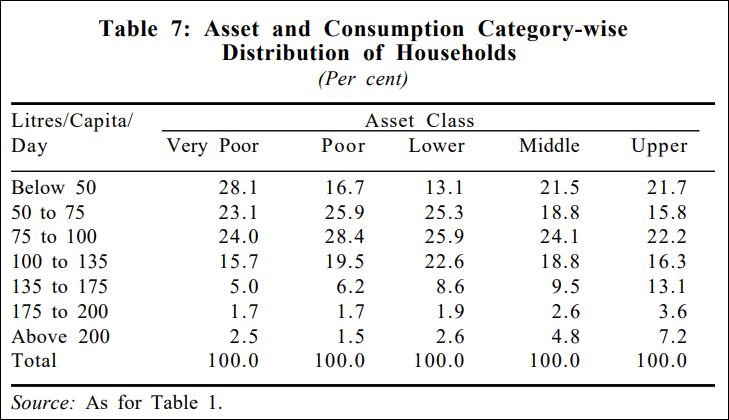 Table 7: Asset and Consumption Category-wise
Distribution of Households
(Per cent)
Litres/Capita/ Asset Class
Day Very Poor Poor Lower Middle Upper
Below 50 28.1 16.7 13.1 21.5 21.7
50 to 75 23.1 25.9 25.3 18.8 15.8
75 to 100 24.0 28.4 25.9 24.1 22.2
100 to 135 15.7 19.5 22.6 18.8 16.3
135 to 175 5.0 6.2 8.6 9.5 13.1
175 to 200 1.7 1.7 1.9 2.6 3.6
Above 200 2.5 1.5 2.6 4.8 7.2
Total 100.0 100.0 100.0 100.0 100.0
Source: As for Table 1.